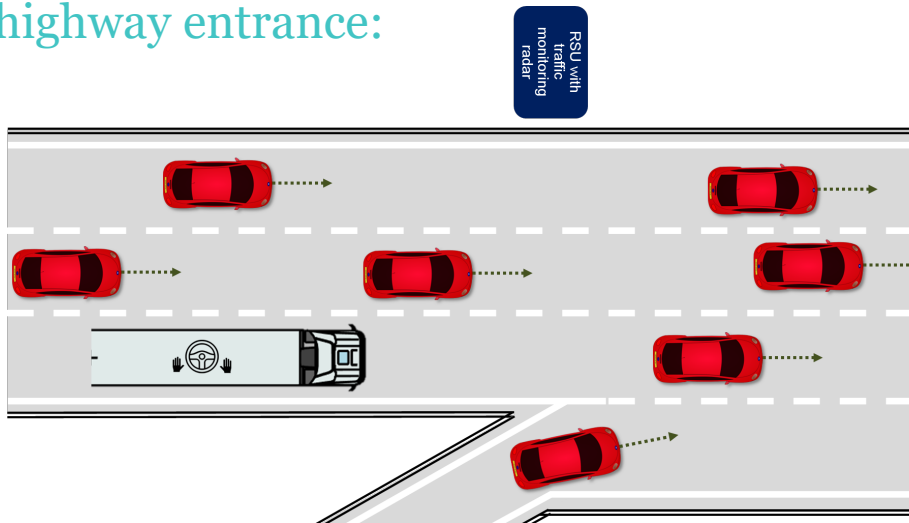 highway entrance:
RSU with
traffic
monitoring
radar